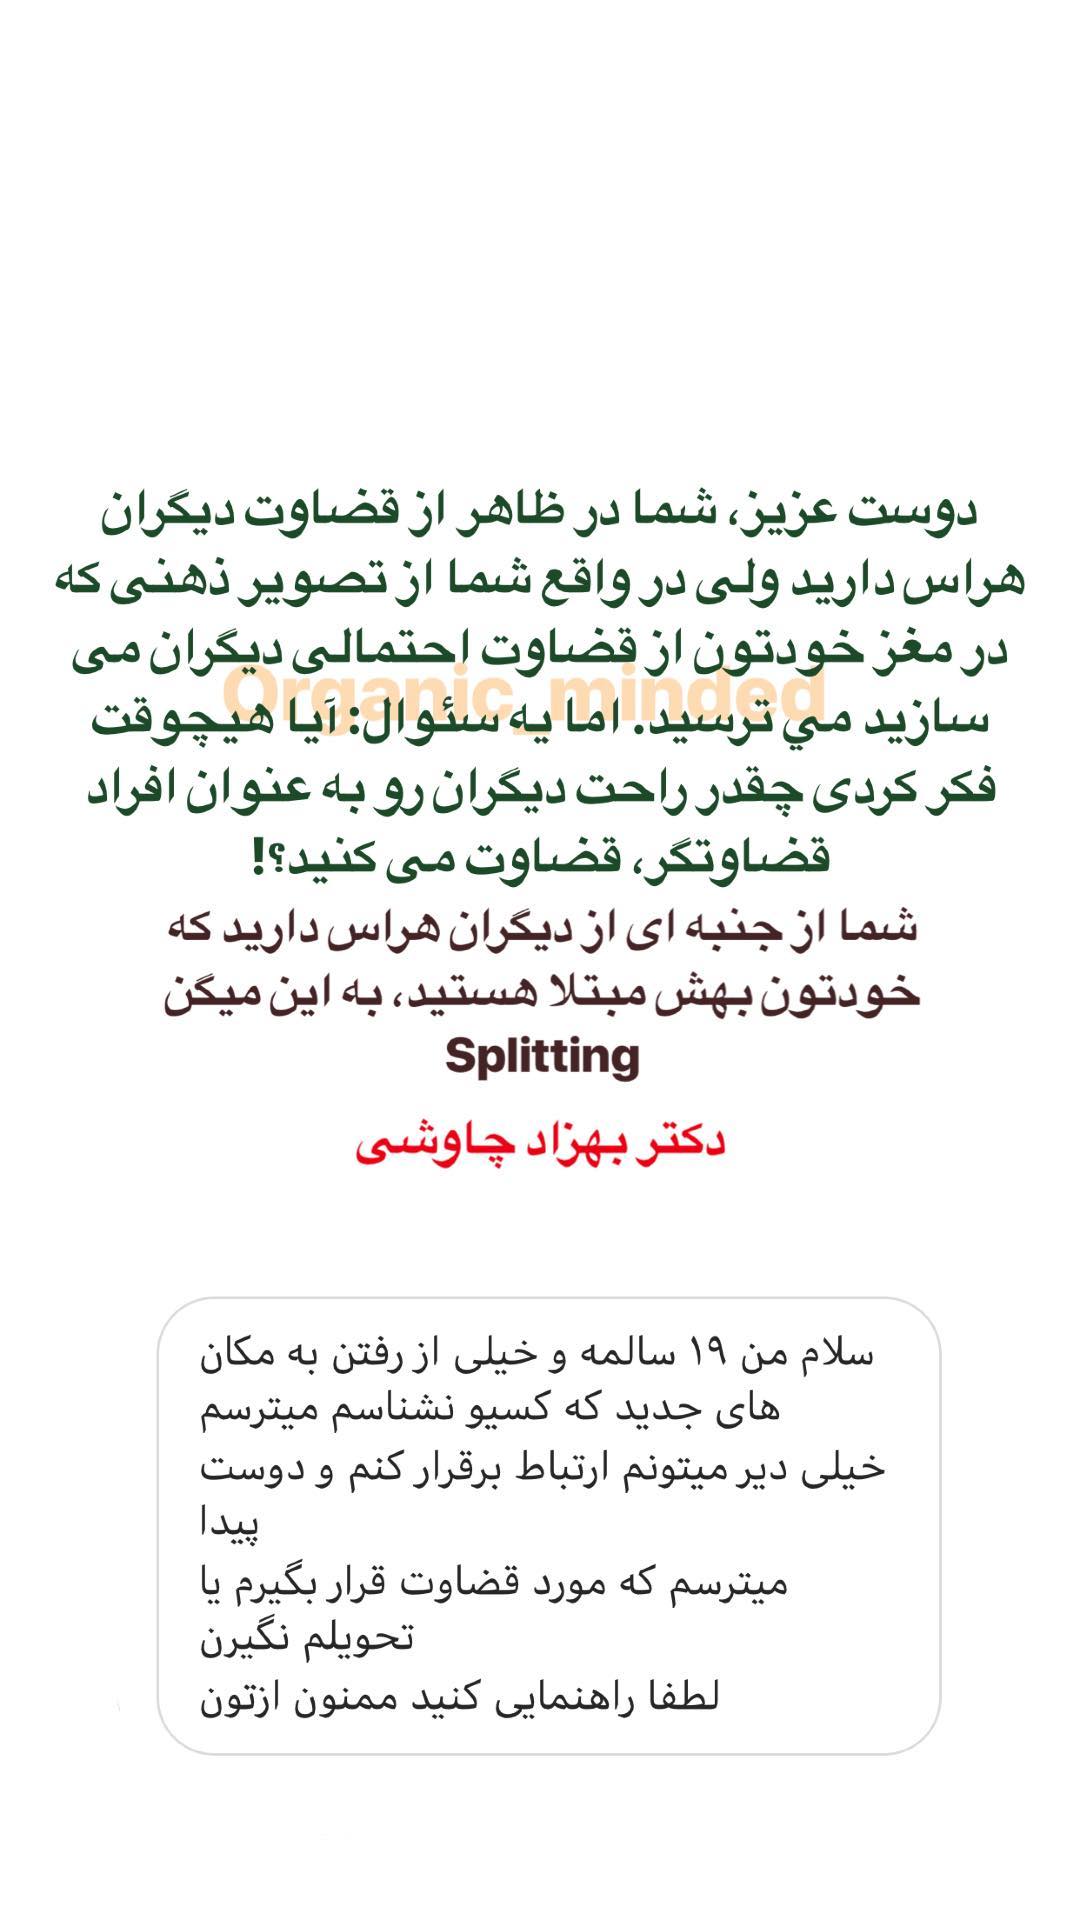 دوست عزیز، شما در ظاهر از قضاوت دیگران
هراس دارید ولی در واقع شما از تصویر ذهنی که
در مغز خودتون از قضاوت احتمالی دیگران می
Organic_minded
سازید مي ترسید. اما یه سئوال: آیا هیچوقت
فکر کردی چقدر راحت دیگران رو به عنوان افراد
قضاوتگر، قضاوت می کنید؟!
شما از جنبه ای از دیگران هراس دارید که
خودتون بهش مبتلا هستید، به این میگن
Splitting
دکتر بهزاد چاوشی
سلام من ۱۹ سالمه و خیلی از رفتن به مکان
های جدید که کسیو نشناسم میترسم
خیلی دیر میتونم ارتباط برقرار کنم و دوست
پیدا
میترسم که مورد قضاوت قرار بگیرم یا
تحویلم نگیرن
لطفا راهنمایی کنید ممنون ازتون